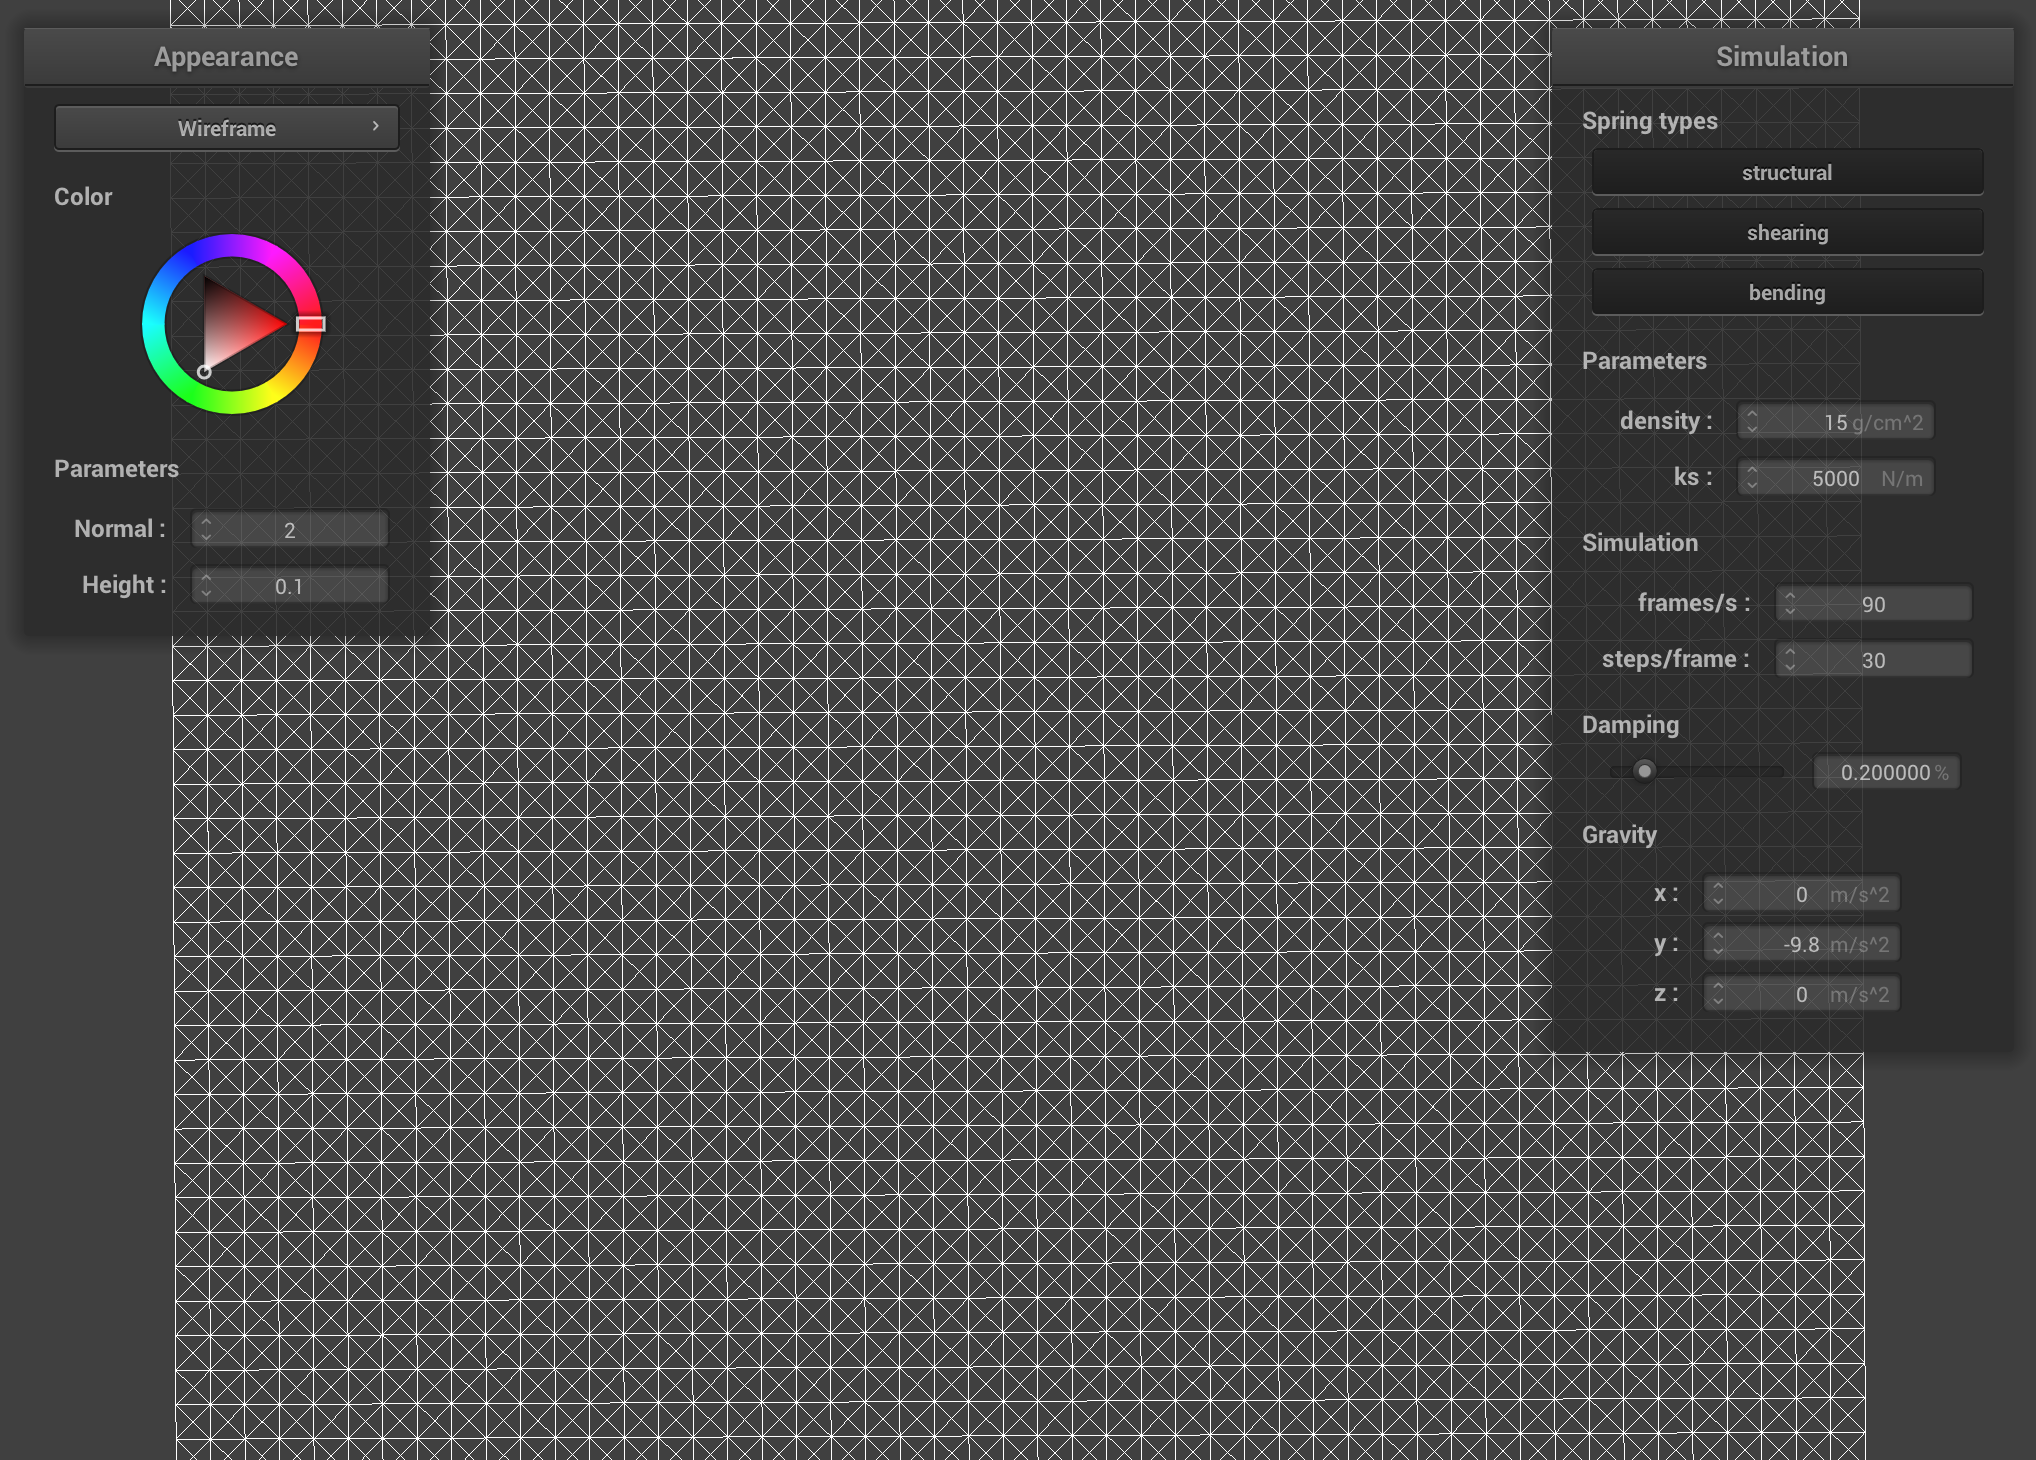 Appearance
Wireframe
Color
Parameters
Normal : 2
Height : 0.1
Simulation
Spring types
structural
shearing
bending
Parameters
density : 15 g/cm^2
ks : 5000 N/m
Simulation
frames/s : 90
steps/frame : 30
Damping
0.200000 %
Gravity
x : 0 m/s^2
y : -9.8 m/s^2
z : 0 m/s^2